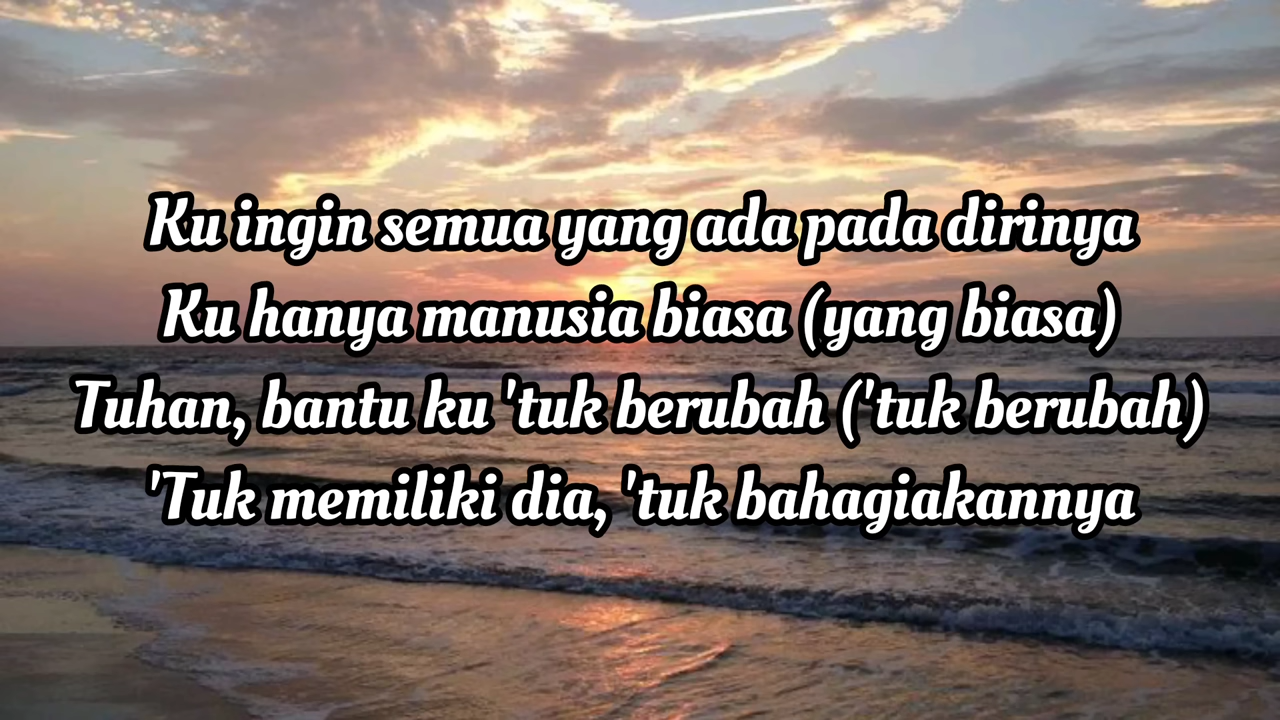 Ku ingin semua yang ada pada dirinya
Ku hanya manusia biasa (yang biasa)
Tuhan, bantu ku 'tuk berubah ('tuk berubah)
'Tuk memiliki dia, 'tuk bahagiakannya